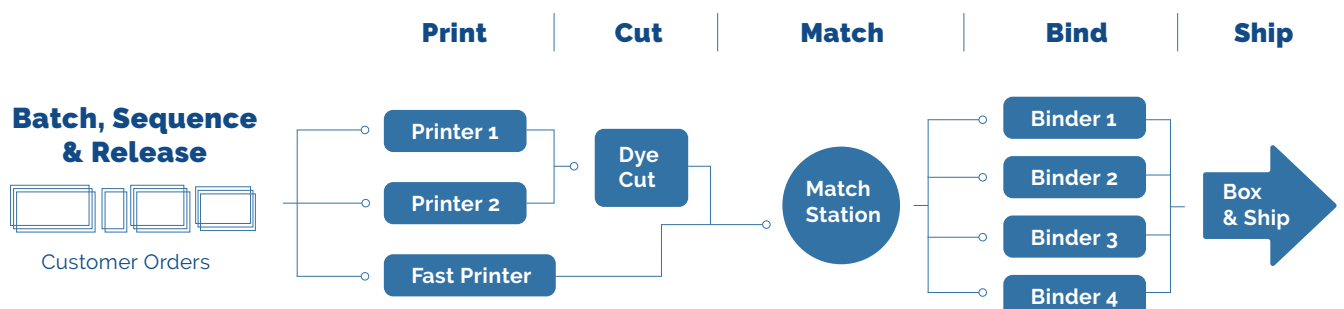 Print
Cut
Match
Bind
Ship
Batch, Sequence
& Release
Customer Orders
Printer 1
Printer 2
Fast Printer
Dye
Cut
Match
Station
Binder 1
Binder 2
Binder 3
Binder 4
Box
& Ship